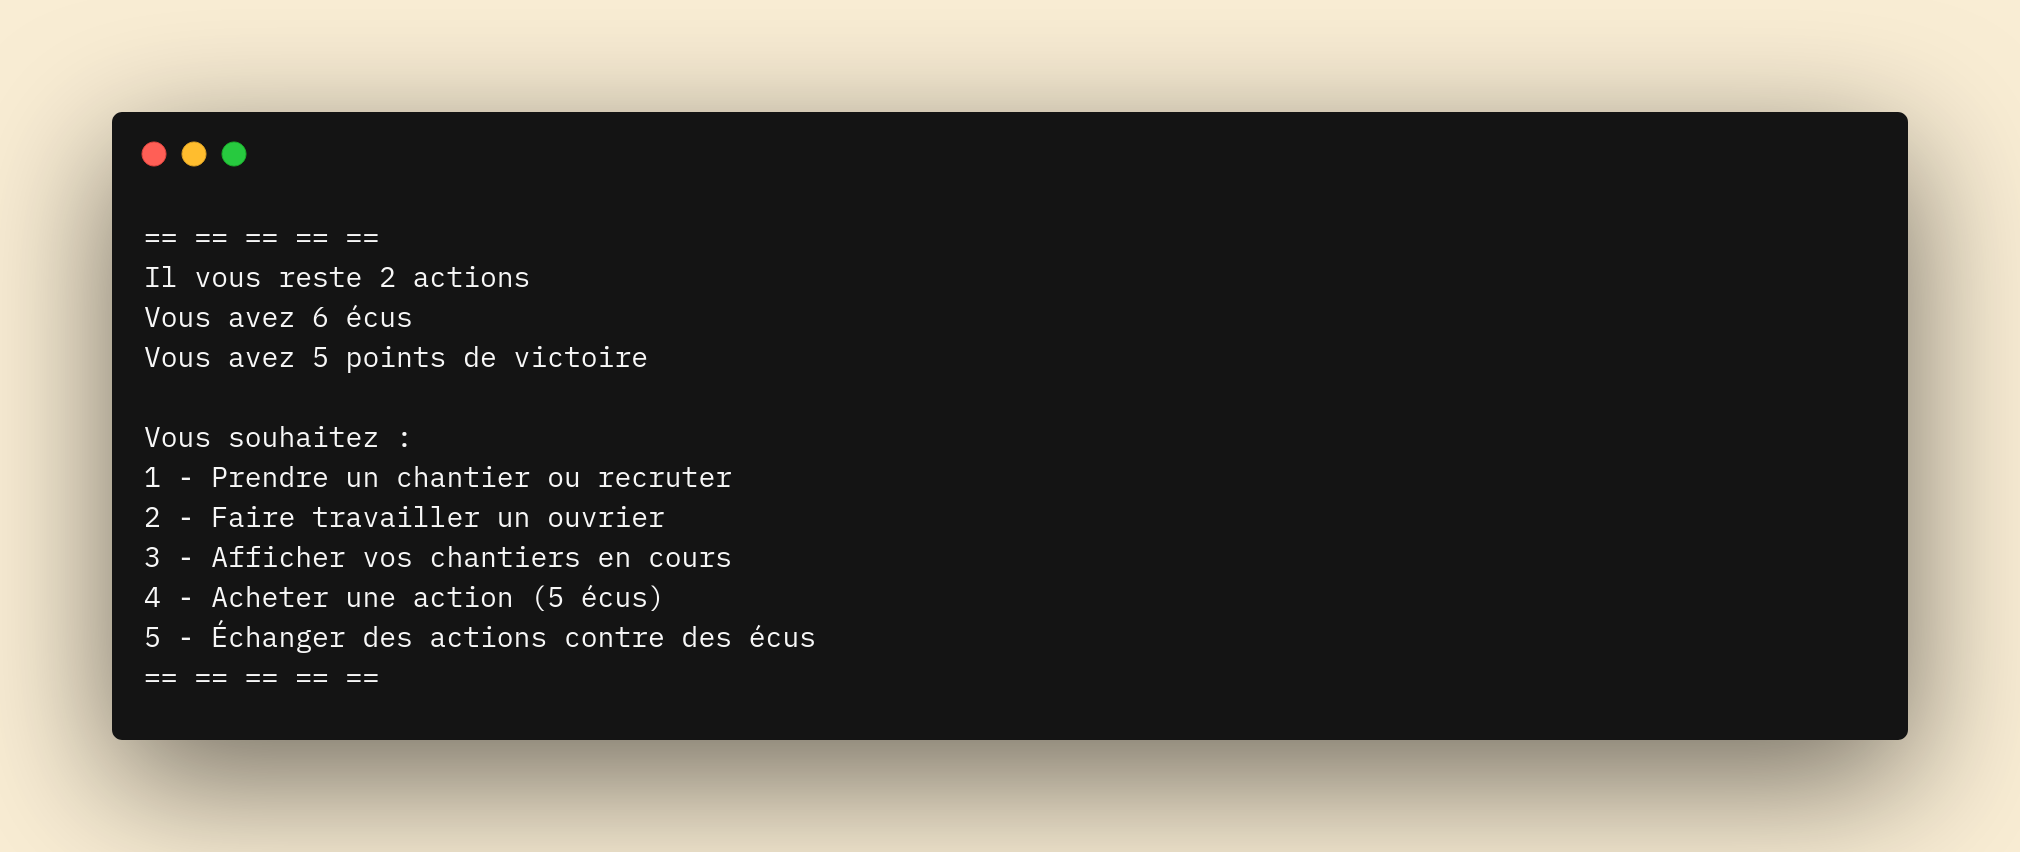 == == == == ==
Il vous reste 2 actions
Vous avez 6 écus
Vous avez 5 points de victoire
Vous souhaitez :
1 - Prendre un chantier ou recruter
2 - Faire travailler un ouvrier
3 - Afficher vos chantiers en cours
4 - Acheter une action (5 écus)
5 - Échanger des actions contre des écus
== == == == ==